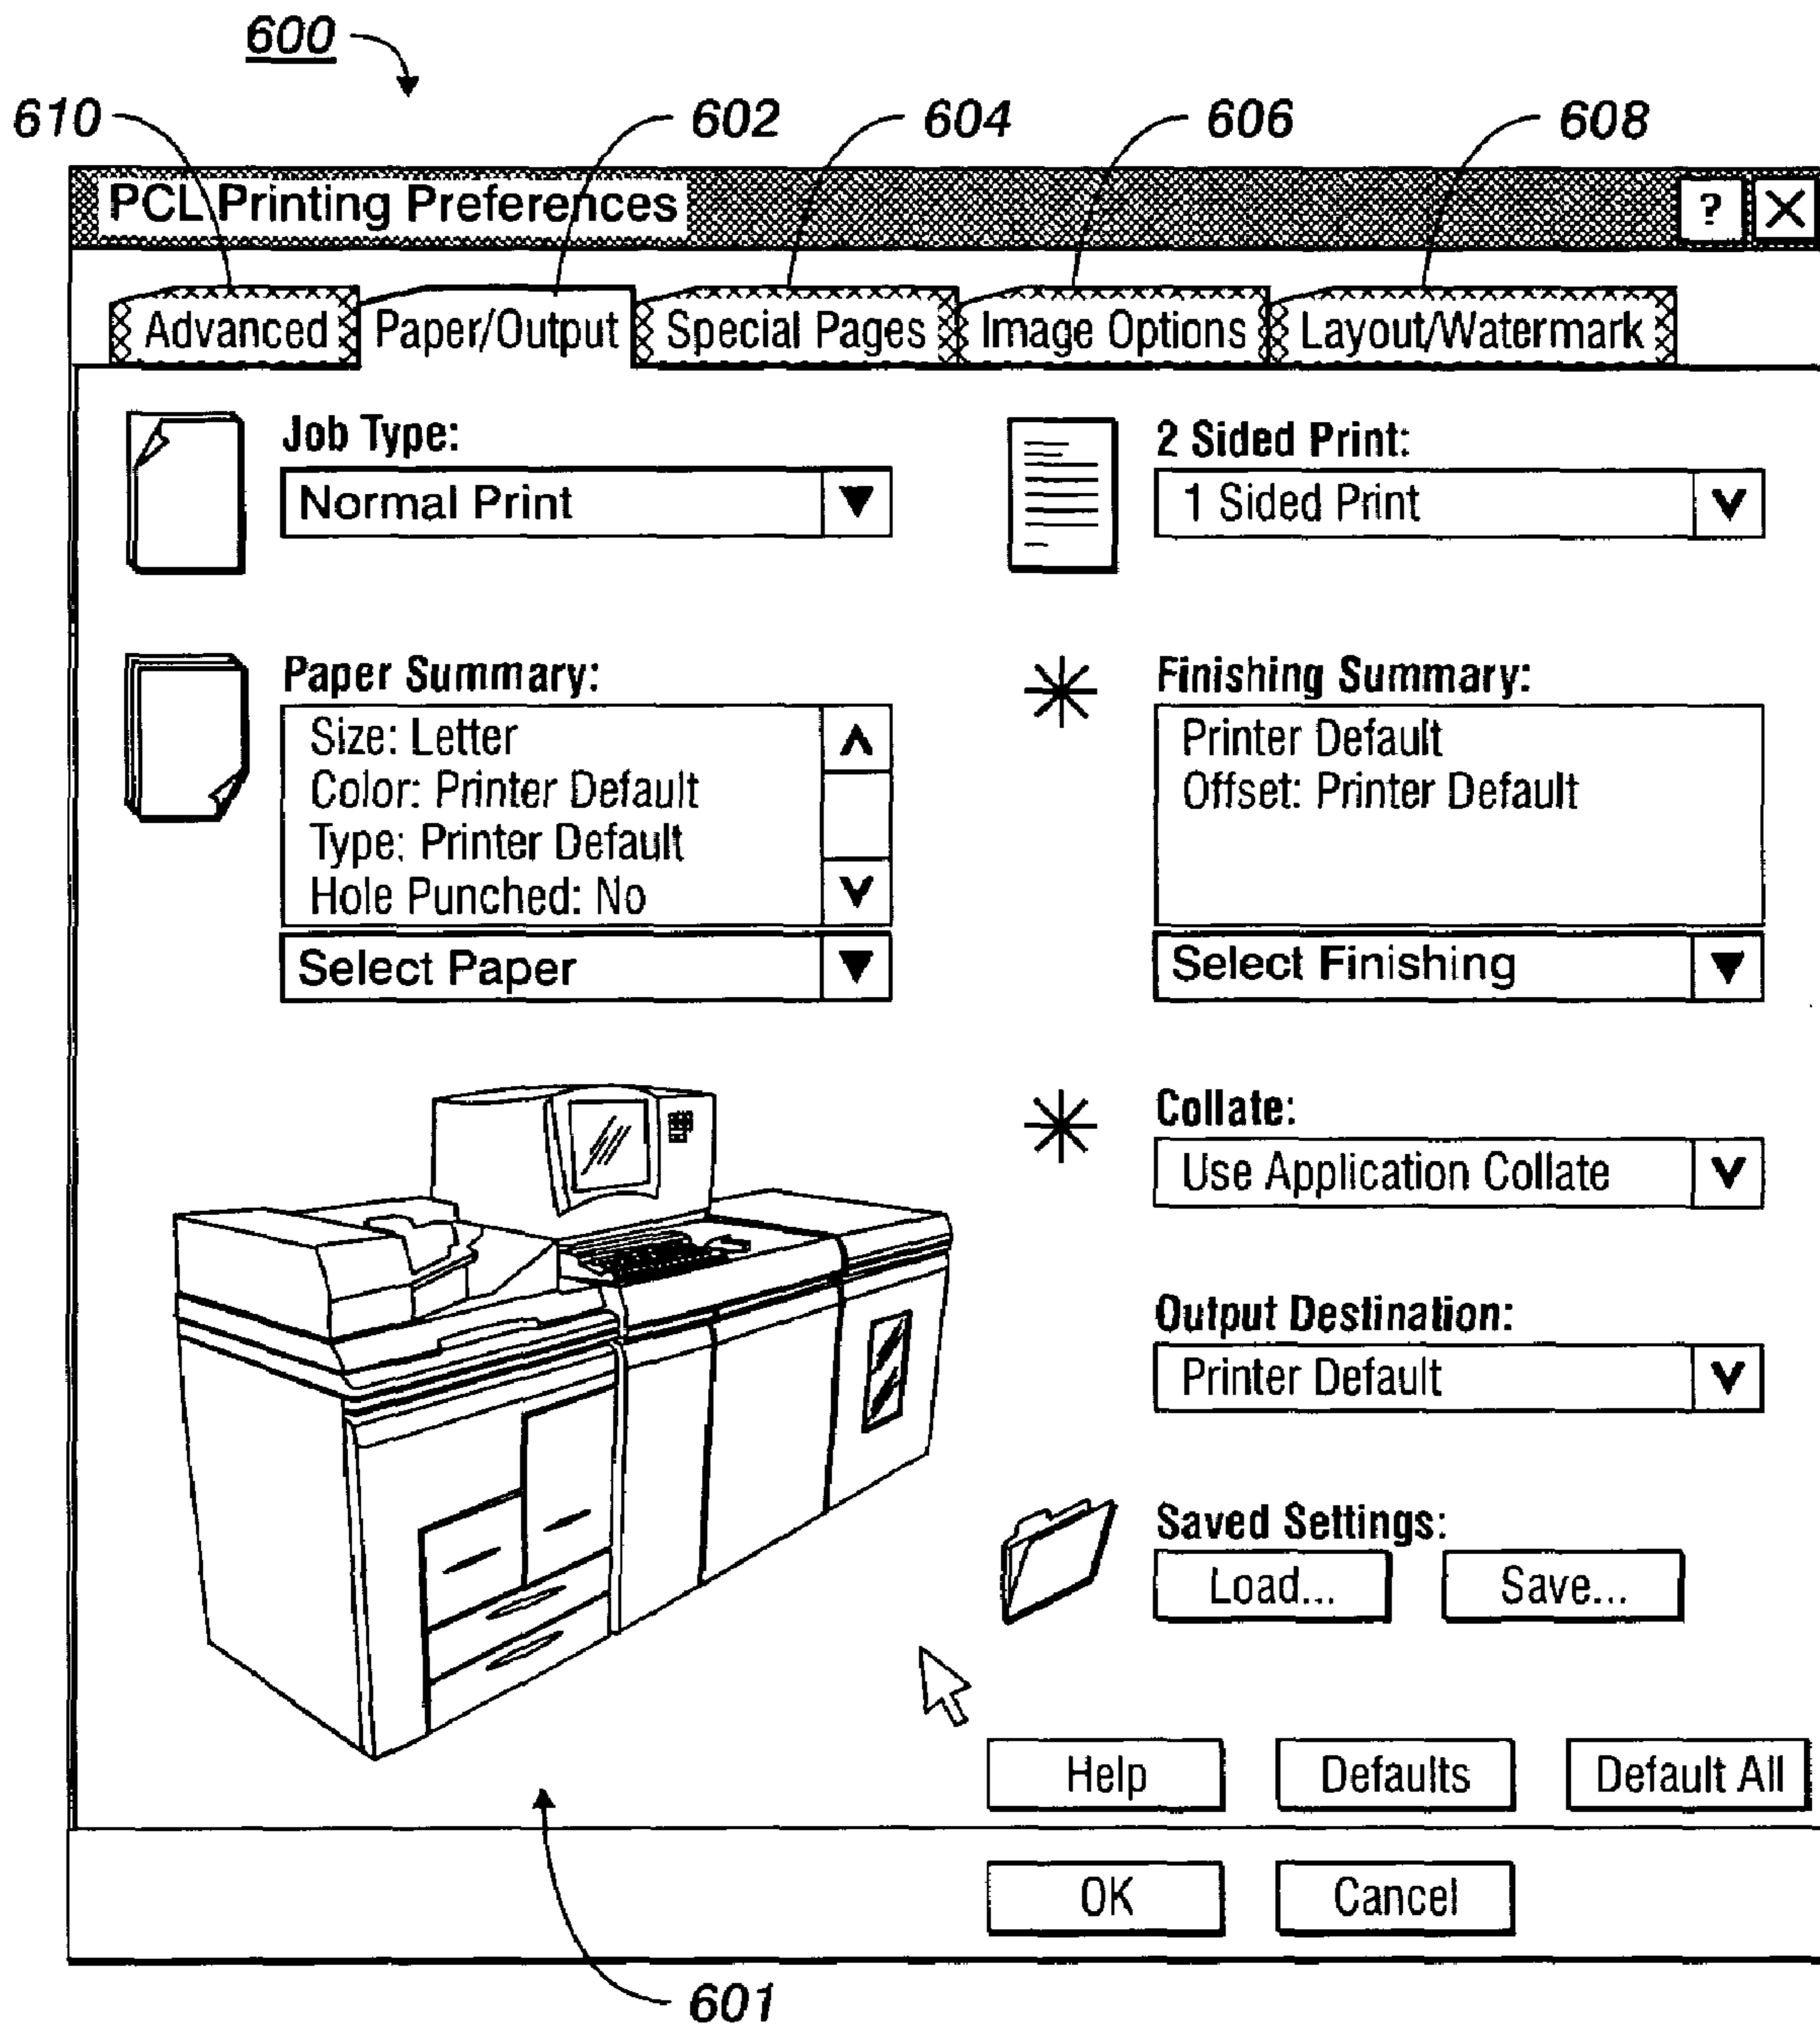 600
610 602 604 606 608
PCL Printing Preferences ?
Advanced Paper/Output Special Pages Image Options Layout/Watermark
Job Type:
Normal Print
2 Sided Print:
1 Sided Print
Paper Summary:
Size: Letter
Color: Printer Default
Type: Printer Default
Hole Punched: No
Select Paper
Finishing Summary:
Printer Default
Offset: Printer Default
Select Finishing
Collate:
Use Application Collate
Output Destination:
Printer Default
Saved Settings:
Load... Save...
Help Defaults Default All
OK Cancel
601